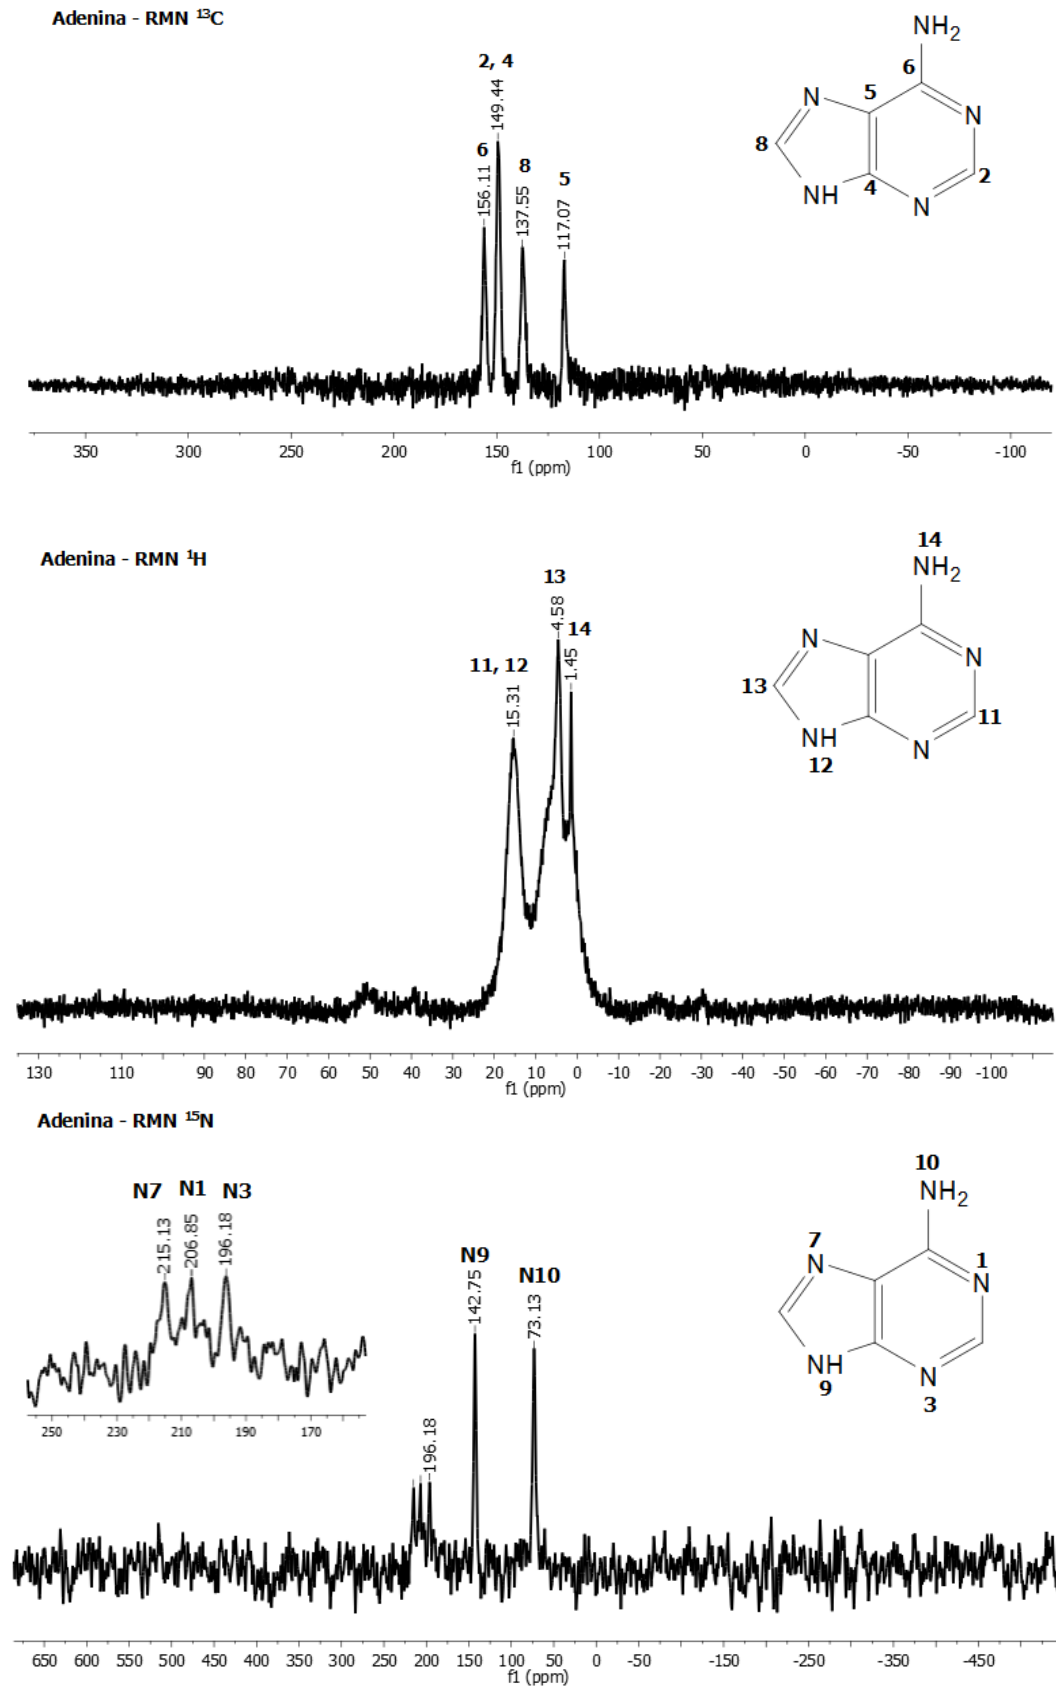 Adenina - RMN ¹³C
NH₂
6
5
N
N
8
NH
4
N
2
2, 4
149.44
6
156.11
8
137.55
5
117.07
350 300 250 200 150 100 50 0 -50 -100
f1 (ppm)
Adenina - RMN ¹H
14
NH₂
N
N
13
11
NH
12
N
13
4.58
14
1.45
11, 12
15.31
130 110 90 80 70 60 50 40 30 20 10 0 -10 -20 -30 -40 -50 -60 -70 -80 -90 -100
f1 (ppm)
Adenina - RMN ¹⁵N
10
NH₂
7
N
1
N
NH
9
N
3
N7
215.13
N1
206.85
N3
196.18
250 230 210 190 170
N9
142.75
N10
73.13
196.18
650 600 550 500 450 400 350 300 250 200 150 100 50 0 -50 -150 -250 -350 -450
f1 (ppm)